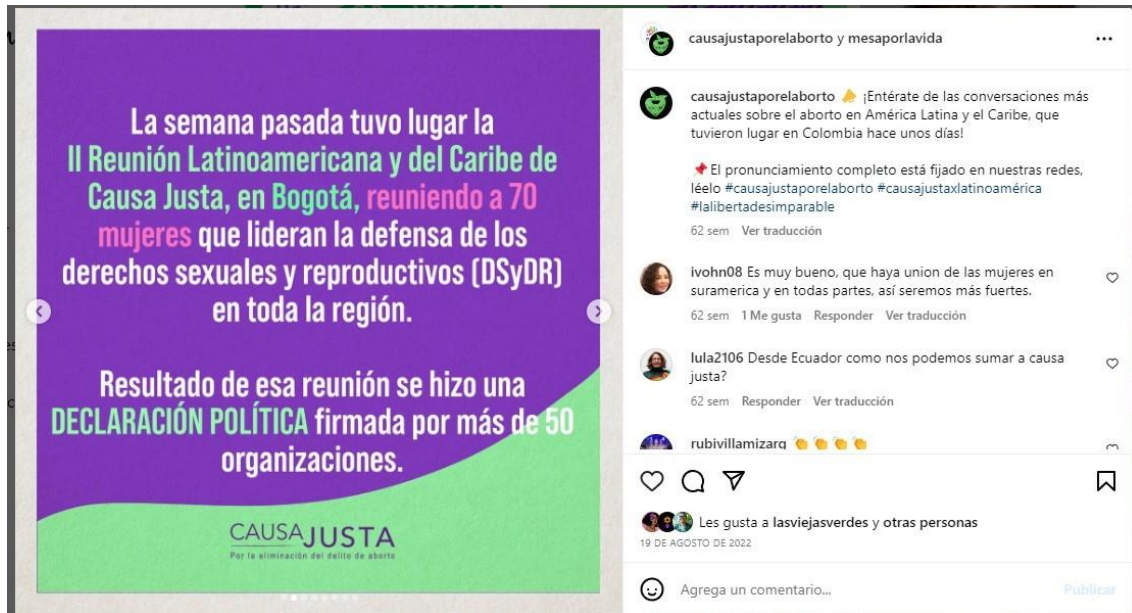 La semana pasada tuvo lugar la
II Reunión Latinoamericana y del Caribe de
Causa Justa, en Bogotá, reuniendo a 70
mujeres que lideran la defensa de los
derechos sexuales y reproductivos (DSyDR)
en toda la región.
Resultado de esa reunión se hizo una
DECLARACIÓN POLÍTICA firmada por más de 50
organizaciones.
CAUSAJUSTA
Por la eliminación del delito de aborto
causajustaporelaborto y mesaporlavida
causajustaporelaborto 📣 ¡Entérate de las conversaciones más
actuales sobre el aborto en América Latina y el Caribe, que
tuvieron lugar en Colombia hace unos días!
📌 El pronunciamiento completo está fijado en nuestras redes,
léelo #causajustaporelaborto #causajustaxlatinoamérica
#lalibertadesimparable
62 sem Ver traducción
ivohn08 Es muy bueno, que haya union de las mujeres en
suramerica y en todas partes, así seremos más fuertes.
62 sem 1 Me gusta Responder Ver traducción
lula2106 Desde Ecuador como nos podemos sumar a causa
justa?
62 sem Responder Ver traducción
rubivillamizarg 👏👏👏👏
Les gusta a lasviejasverdes y otras personas
19 DE AGOSTO DE 2022
Agrega un comentario...
Publicar